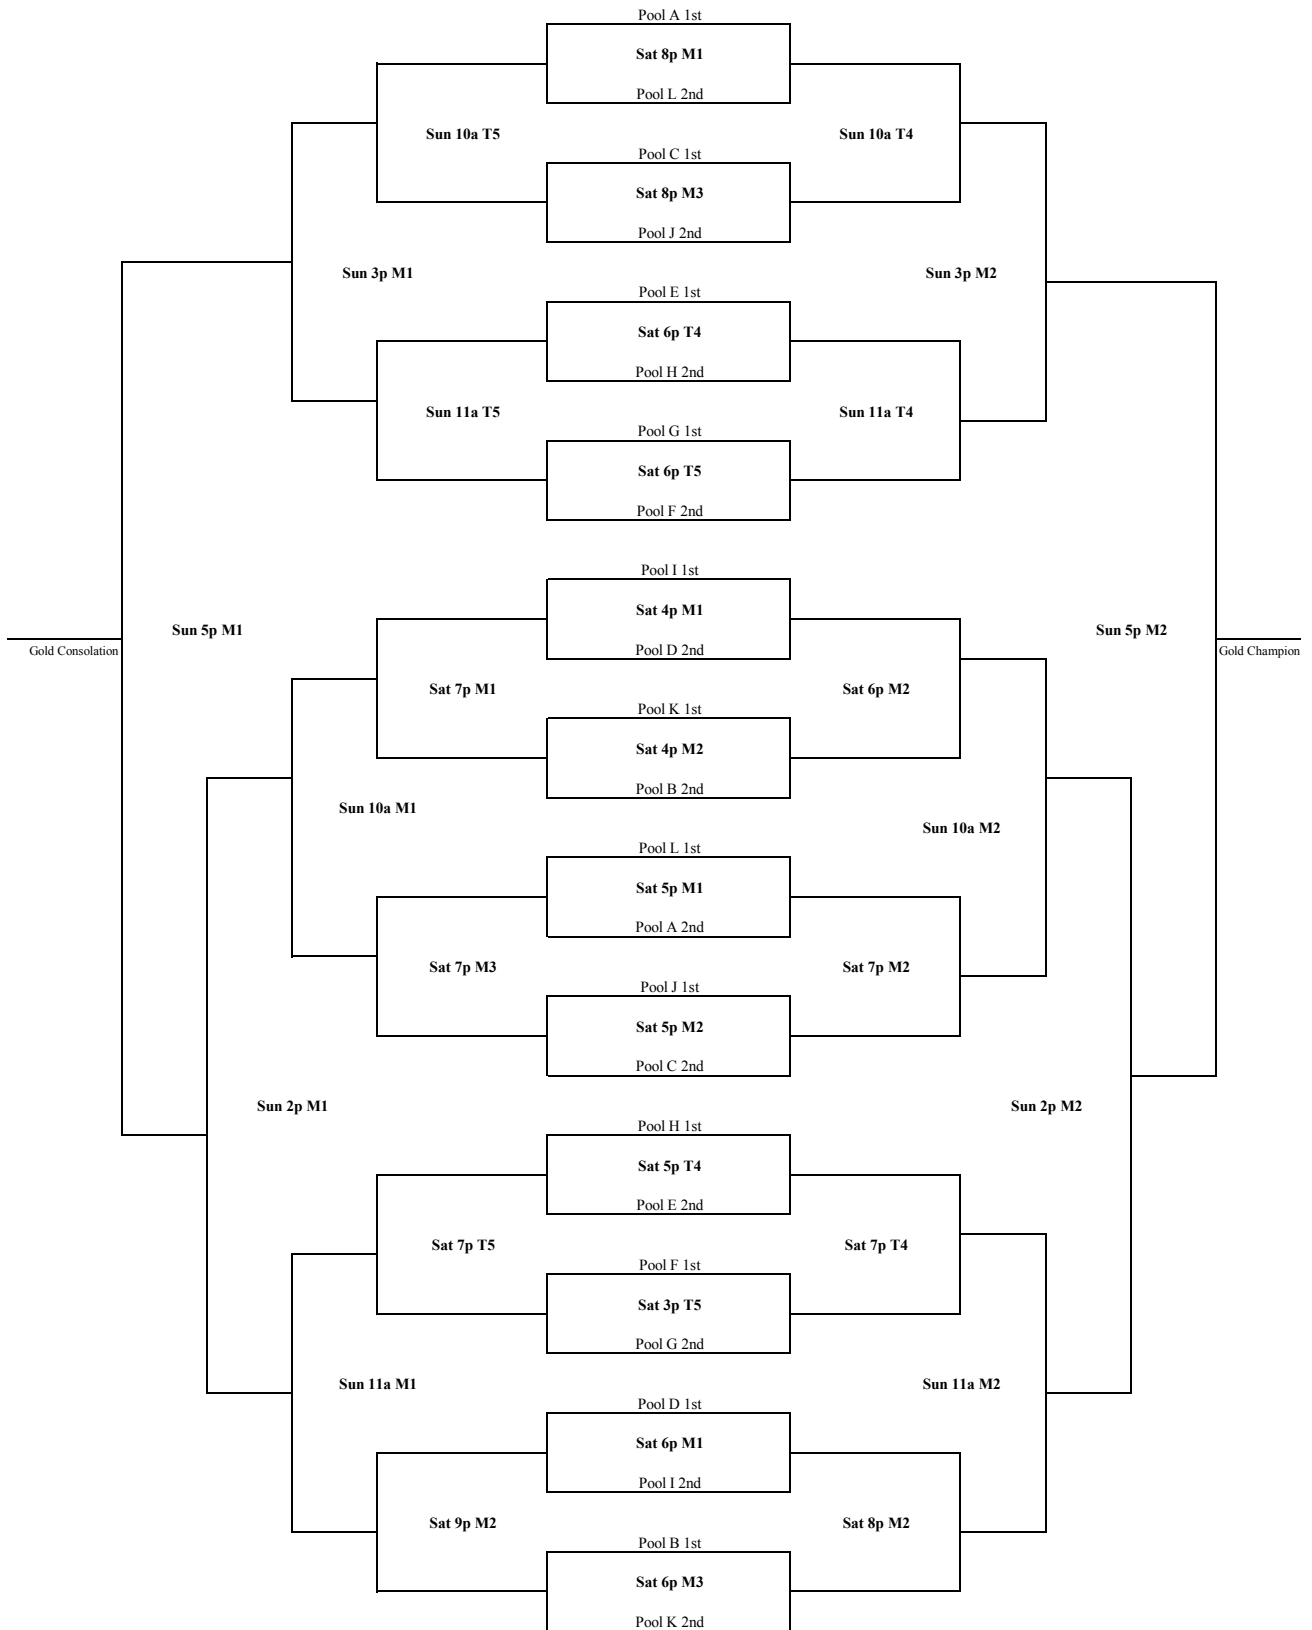 Pool A 1st
Sat 8p M1
Pool L 2nd
Sun 10a T5
Sun 10a T4
Pool C 1st
Sat 8p M3
Pool J 2nd
Sun 3p M1
Sun 3p M2
Pool E 1st
Sat 6p T4
Pool H 2nd
Sun 11a T5
Sun 11a T4
Pool G 1st
Sat 6p T5
Pool F 2nd
Pool I 1st
Sat 4p M1
Sun 5p M1
Sun 5p M2
Gold Consolation
Pool D 2nd
Gold Champion
Sat 7p M1
Sat 6p M2
Pool K 1st
Sat 4p M2
Pool B 2nd
Sun 10a M1
Sun 10a M2
Pool L 1st
Sat 5p M1
Pool A 2nd
Sat 7p M3
Sat 7p M2
Pool J 1st
Sat 5p M2
Pool C 2nd
Sun 2p M1
Sun 2p M2
Pool H 1st
Sat 5p T4
Pool E 2nd
Sat 7p T5
Sat 7p T4
Pool F 1st
Sat 3p T5
Pool G 2nd
Sun 11a M1
Sun 11a M2
Pool D 1st
Sat 6p M1
Pool I 2nd
Sat 9p M2
Sat 8p M2
Pool B 1st
Sat 6p M3
Pool K 2nd